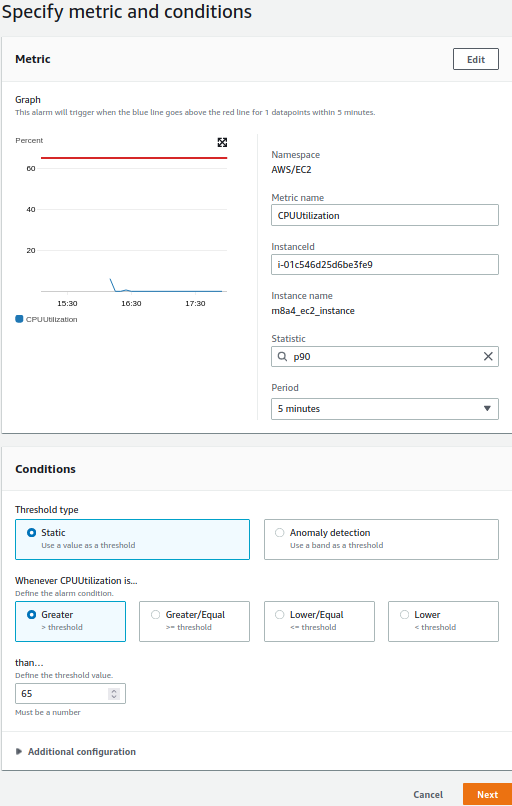 Specify metric and conditions
Metric
Edit
Graph
This alarm will trigger when the blue line goes above the red line for 1 datapoints within 5 minutes.
Percent
60
40
20
15:30 16:30 17:30
CPUUtilization
Namespace
AWS/EC2
Metric name
CPUUtilization
InstanceId
i-01c546d25d6be3fe9
Instance name
m8a4_ec2_instance
Statistic
p90
Period
5 minutes
Conditions
Threshold type
Static
Use a value as a threshold
Anomaly detection
Use a band as a threshold
Whenever CPUUtilization is...
Define the alarm condition.
Greater
> threshold
Greater/Equal
>= threshold
Lower/Equal
<= threshold
Lower
< threshold
than...
Define the threshold value.
65
Must be a number
Additional configuration
Cancel
Next